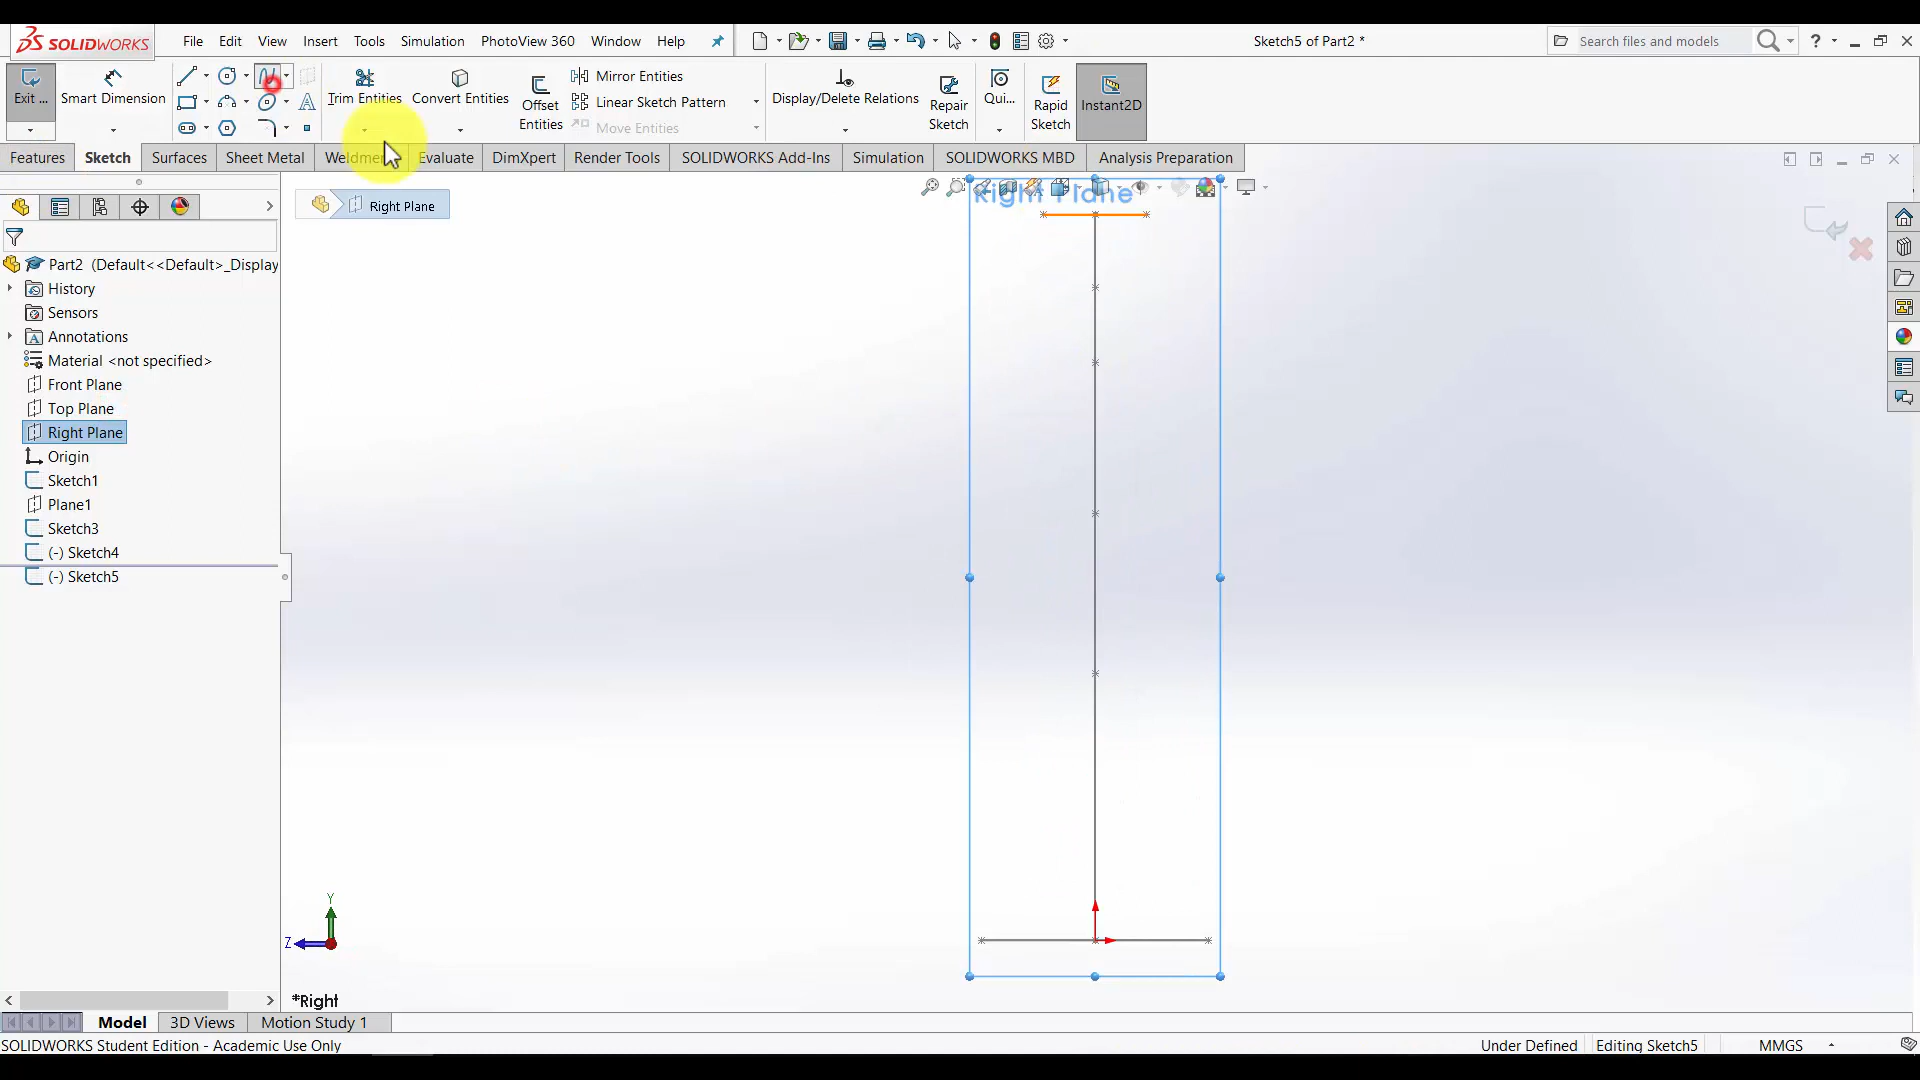 SOLIDWORKS
File Edit View Insert Tools Simulation PhotoView 360 Window Help
Sketch5 of Part2 *
Search files and models
?
Exit ...
Smart Dimension
Trim Entities
Convert Entities
Offset
Entities
Mirror Entities
Linear Sketch Pattern
Move Entities
Display/Delete Relations
Repair
Sketch
Qui...
Rapid
Sketch
Instant2D
Features Sketch Surfaces Sheet Metal Weldme Evaluate DimXpert Render Tools SOLIDWORKS Add-Ins Simulation SOLIDWORKS MBD Analysis Preparation
Right Plane
Right Plane
Part2 (Default<<Default>_Display
History
Sensors
Annotations
Material <not specified>
Front Plane
Top Plane
Right Plane
Origin
Sketch1
Plane1
Sketch3
(-) Sketch4
(-) Sketch5
Y
Z
*Right
Model 3D Views Motion Study 1
SOLIDWORKS Student Edition - Academic Use Only
Under Defined Editing Sketch5 MMGS